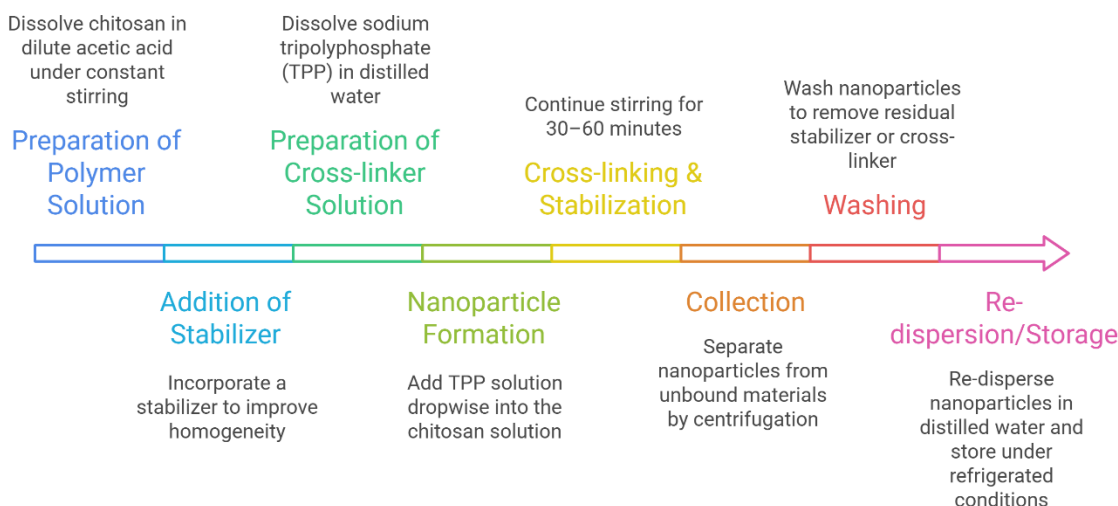 Dissolve chitosan in
dilute acetic acid
under constant
stirring
Preparation of
Polymer
Solution
Addition of
Stabilizer
Incorporate a
stabilizer to improve
homogeneity
Dissolve sodium
tripolyphosphate
(TPP) in distilled
water
Preparation of
Cross-linker
Solution
Nanoparticle
Formation
Add TPP solution
dropwise into the
chitosan solution
Continue stirring for
30–60 minutes
Cross-linking &
Stabilization
Collection
Separate
nanoparticles from
unbound materials
by centrifugation
Wash nanoparticles
to remove residual
stabilizer or cross-
linker
Washing
Re-
dispersion/Storage
Re-disperse
nanoparticles in
distilled water and
store under
refrigerated
conditions